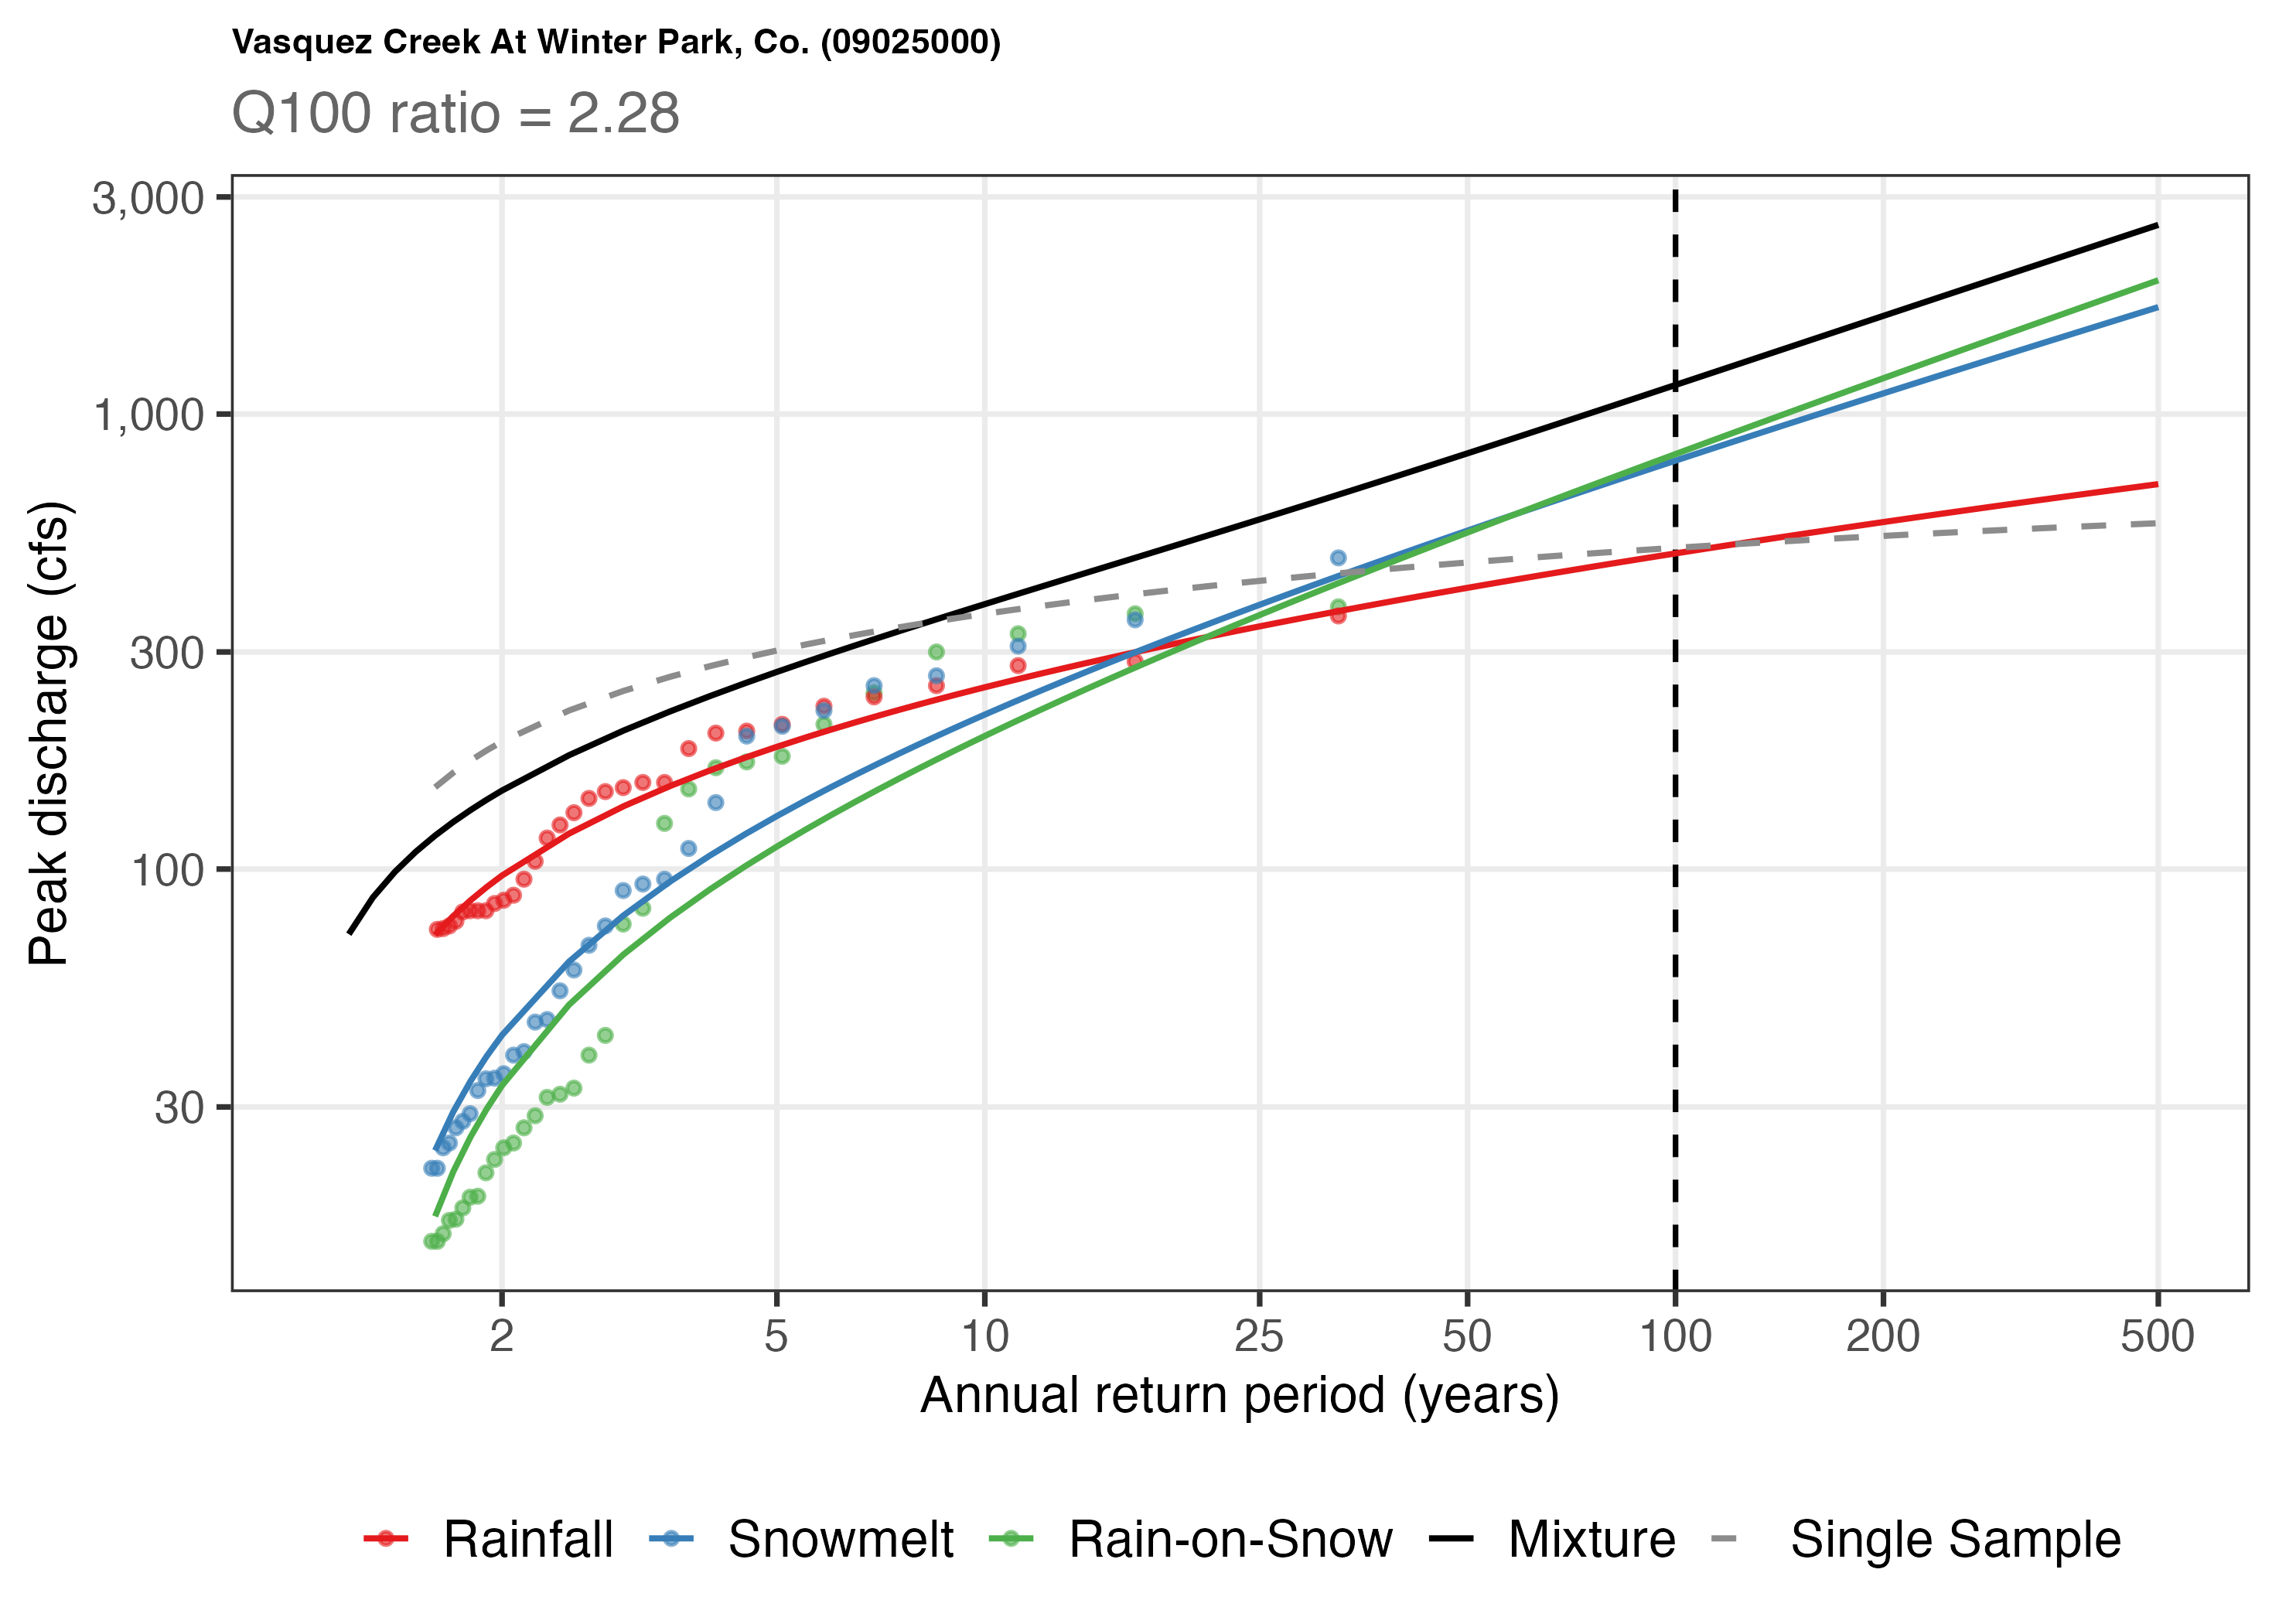 Vasquez Creek At Winter Park, Co. (09025000)
Q100 ratio = 2.28
3,000
1,000
300
100
30
Peak discharge (cfs)
2 5 10 25 50 100 200 500
Annual return period (years)
Rainfall Snowmelt Rain-on-Snow Mixture Single Sample